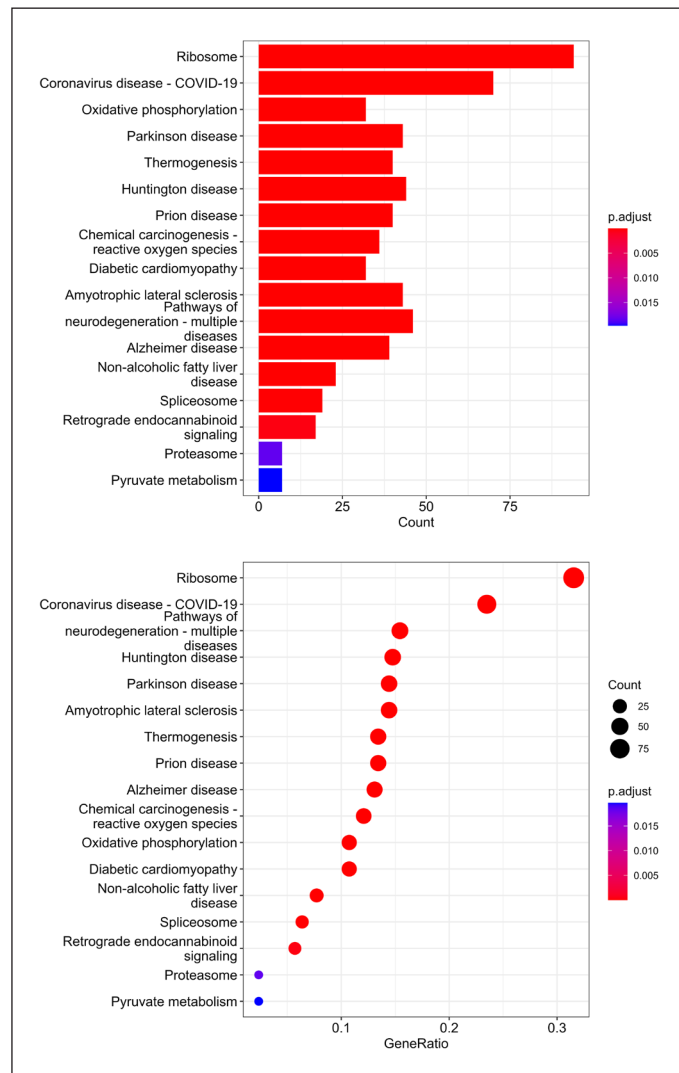 Ribosome
Coronavirus disease - COVID-19
Oxidative phosphorylation
Parkinson disease
Thermogenesis
Huntington disease
Prion disease
Chemical carcinogenesis -
reactive oxygen species
Diabetic cardiomyopathy
Amyotrophic lateral sclerosis
Pathways of
neurodegeneration - multiple
diseases
Alzheimer disease
Non-alcoholic fatty liver
disease
Spliceosome
Retrograde endocannabinoid
signaling
Proteasome
Pyruvate metabolism
0 25 50 75
Count
p.adjust
0.005
0.010
0.015
Ribosome
Coronavirus disease - COVID-19
Pathways of
neurodegeneration - multiple
diseases
Huntington disease
Parkinson disease
Amyotrophic lateral sclerosis
Thermogenesis
Prion disease
Alzheimer disease
Chemical carcinogenesis -
reactive oxygen species
Oxidative phosphorylation
Diabetic cardiomyopathy
Non-alcoholic fatty liver
disease
Spliceosome
Retrograde endocannabinoid
signaling
Proteasome
Pyruvate metabolism
0.1 0.2 0.3
GeneRatio
Count
25
50
75
p.adjust
0.015
0.010
0.005